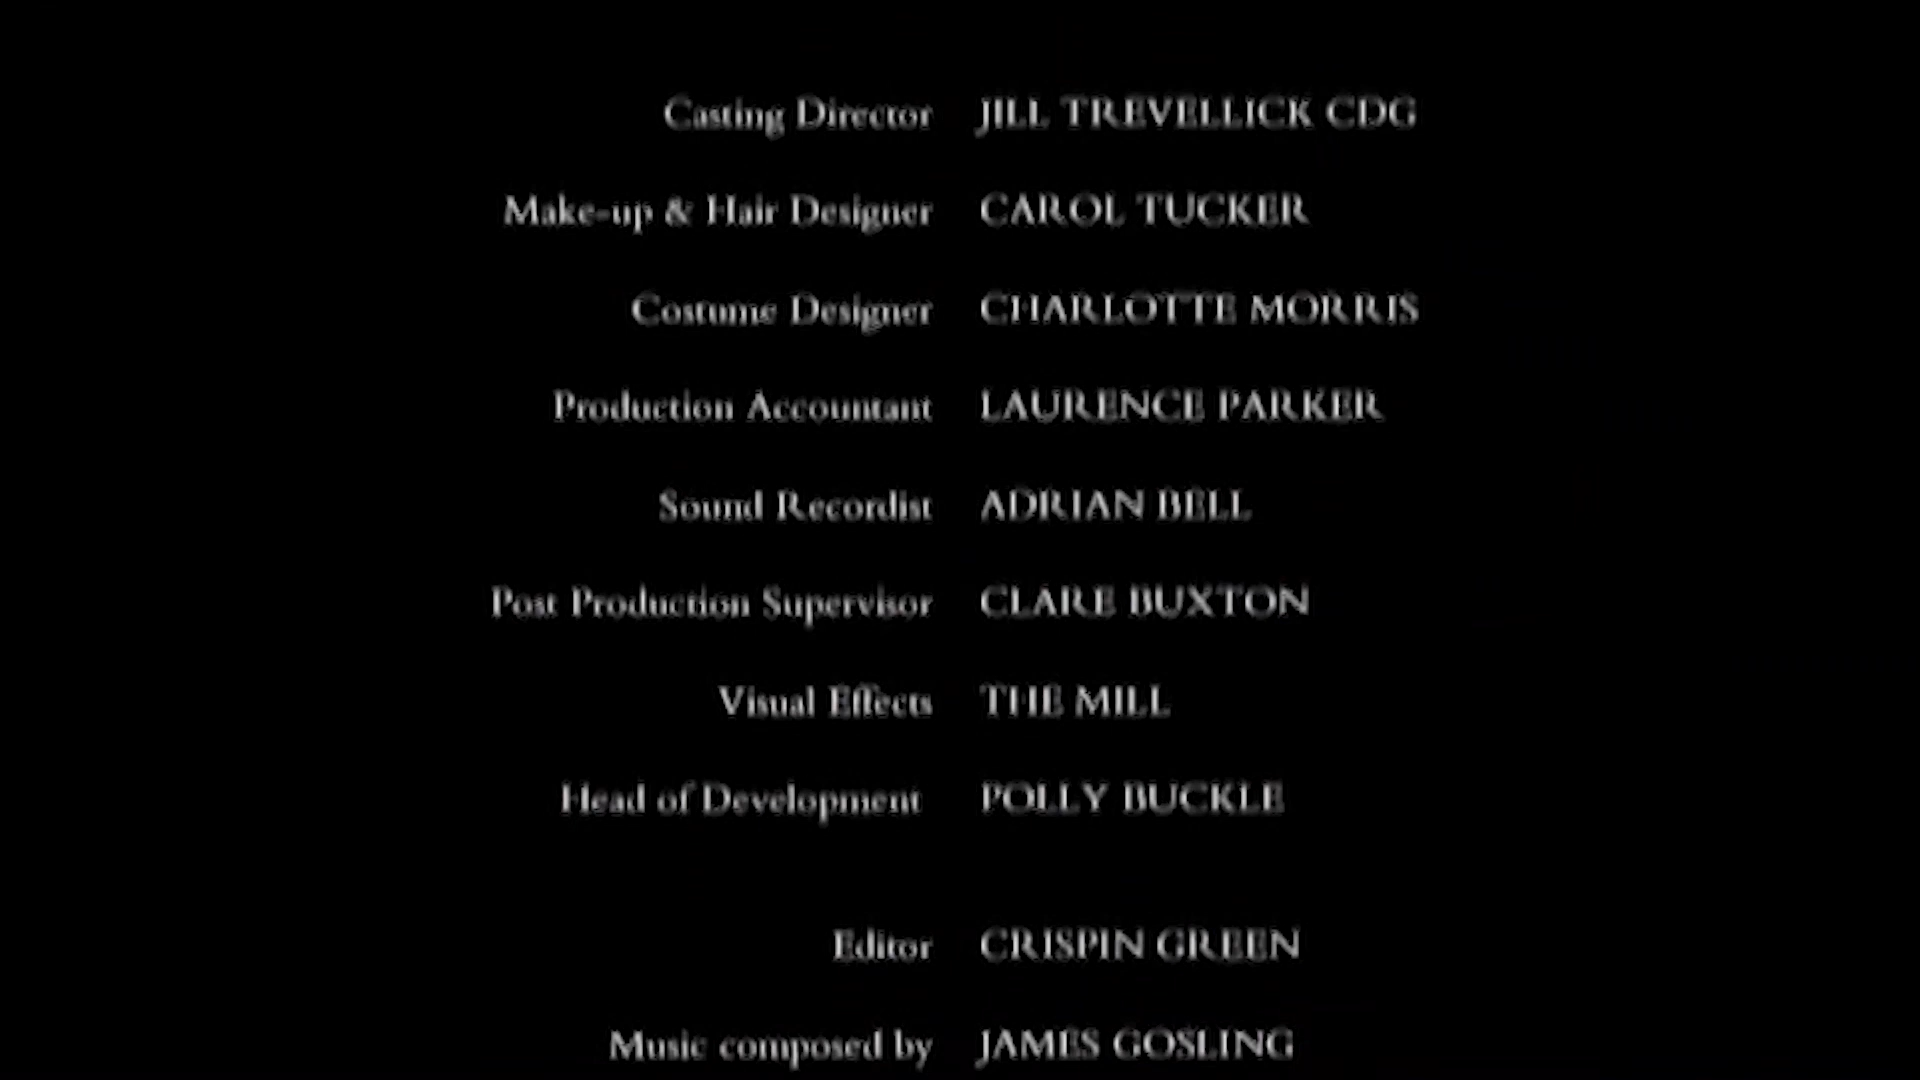 Casting Director JILL TREVELLICK CDG
Make-up & Hair Designer CAROL TUCKER
Costume Designer CHARLOTTE MORRIS
Production Accountant LAURENCE PARKER
Sound Recordist ADRIAN BELL
Post Production Supervisor CLARE BUXTON
Visual Effects THE MILL
Head of Development POLLY BUCKLE
Editor CRISPIN GREEN
Music composed by JAMES GOSLING